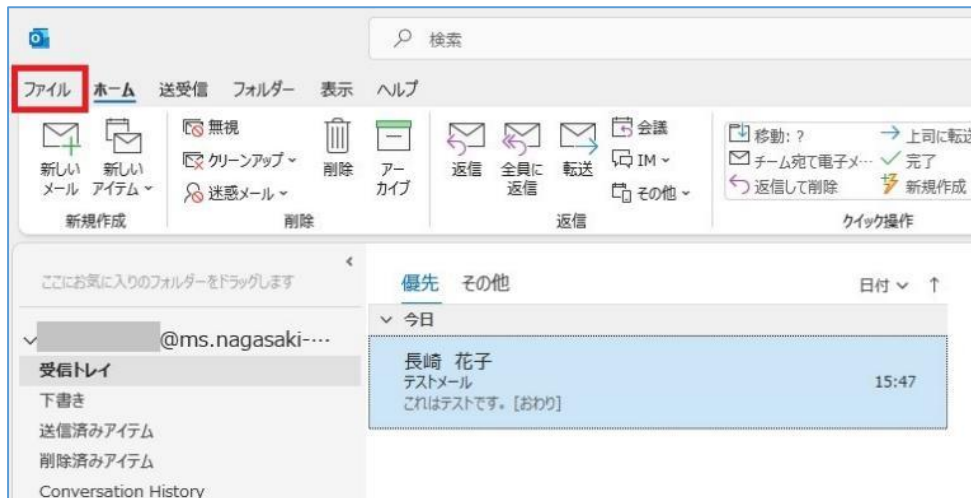 検索
ファイル ホーム 送受信 フォルダー 表示 ヘルプ
新しい
メール
新しい
アイテム
新規作成
無視
クリーンアップ
迷惑メール
削除
アー
カイブ
削除
返信
全員に
返信
転送
会議
IM
その他
返信
移動: ?
チーム宛て電子メ…
返信して削除
上司に転送
完了
新規作成
クイック操作
ここにお気に入りのフォルダーをドラッグします
@ms.nagasaki-…
受信トレイ
下書き
送信済みアイテム
削除済みアイテム
Conversation History
優先 その他 日付 ↑
今日
長崎 花子
テストメール 15:47
これはテストです。[おわり]